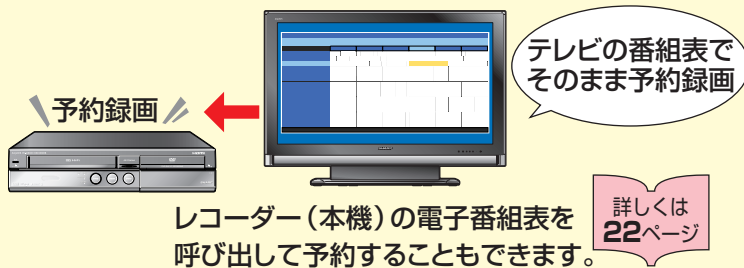 テレビの番組表で
そのまま予約録画
予約録画
レコーダー（本機）の電子番組表を
呼び出して予約することもできます。
詳しくは
22ページ